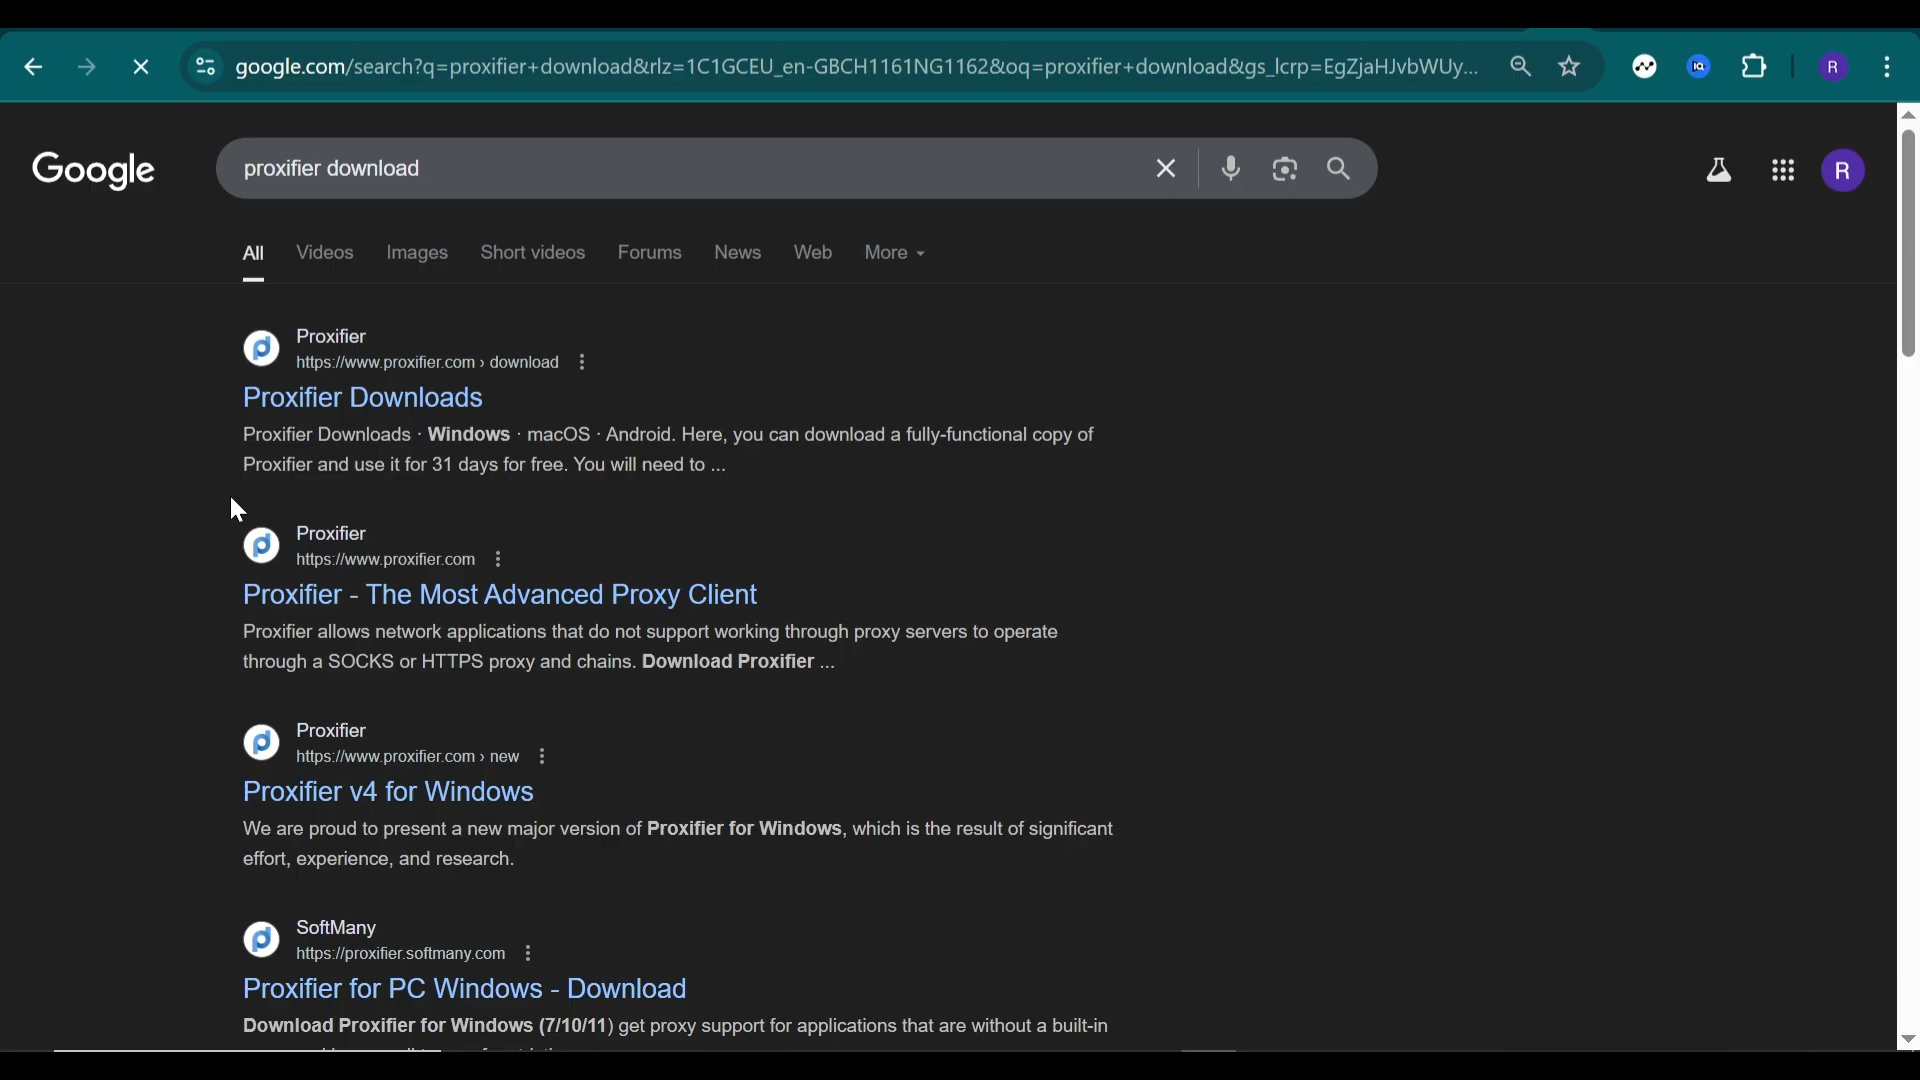 google.com/search?q=proxifier+download&rlz=1C1GCEU_en-GBCH1161NG1162&oq=proxifier+download&gs_lcrp=EgZjaHJvbWUy...
R
Google
proxifier download
R
All Videos Images Short videos Forums News Web More
Proxifier
https://www.proxifier.com › download
Proxifier Downloads
Proxifier Downloads · Windows · macOS · Android. Here, you can download a fully-functional copy of
Proxifier and use it for 31 days for free. You will need to ...
Proxifier
https://www.proxifier.com
Proxifier - The Most Advanced Proxy Client
Proxifier allows network applications that do not support working through proxy servers to operate
through a SOCKS or HTTPS proxy and chains. Download Proxifier ...
Proxifier
https://www.proxifier.com › new
Proxifier v4 for Windows
We are proud to present a new major version of Proxifier for Windows, which is the result of significant
effort, experience, and research.
SoftMany
https://proxifier.softmany.com
Proxifier for PC Windows - Download
Download Proxifier for Windows (7/10/11) get proxy support for applications that are without a built-in